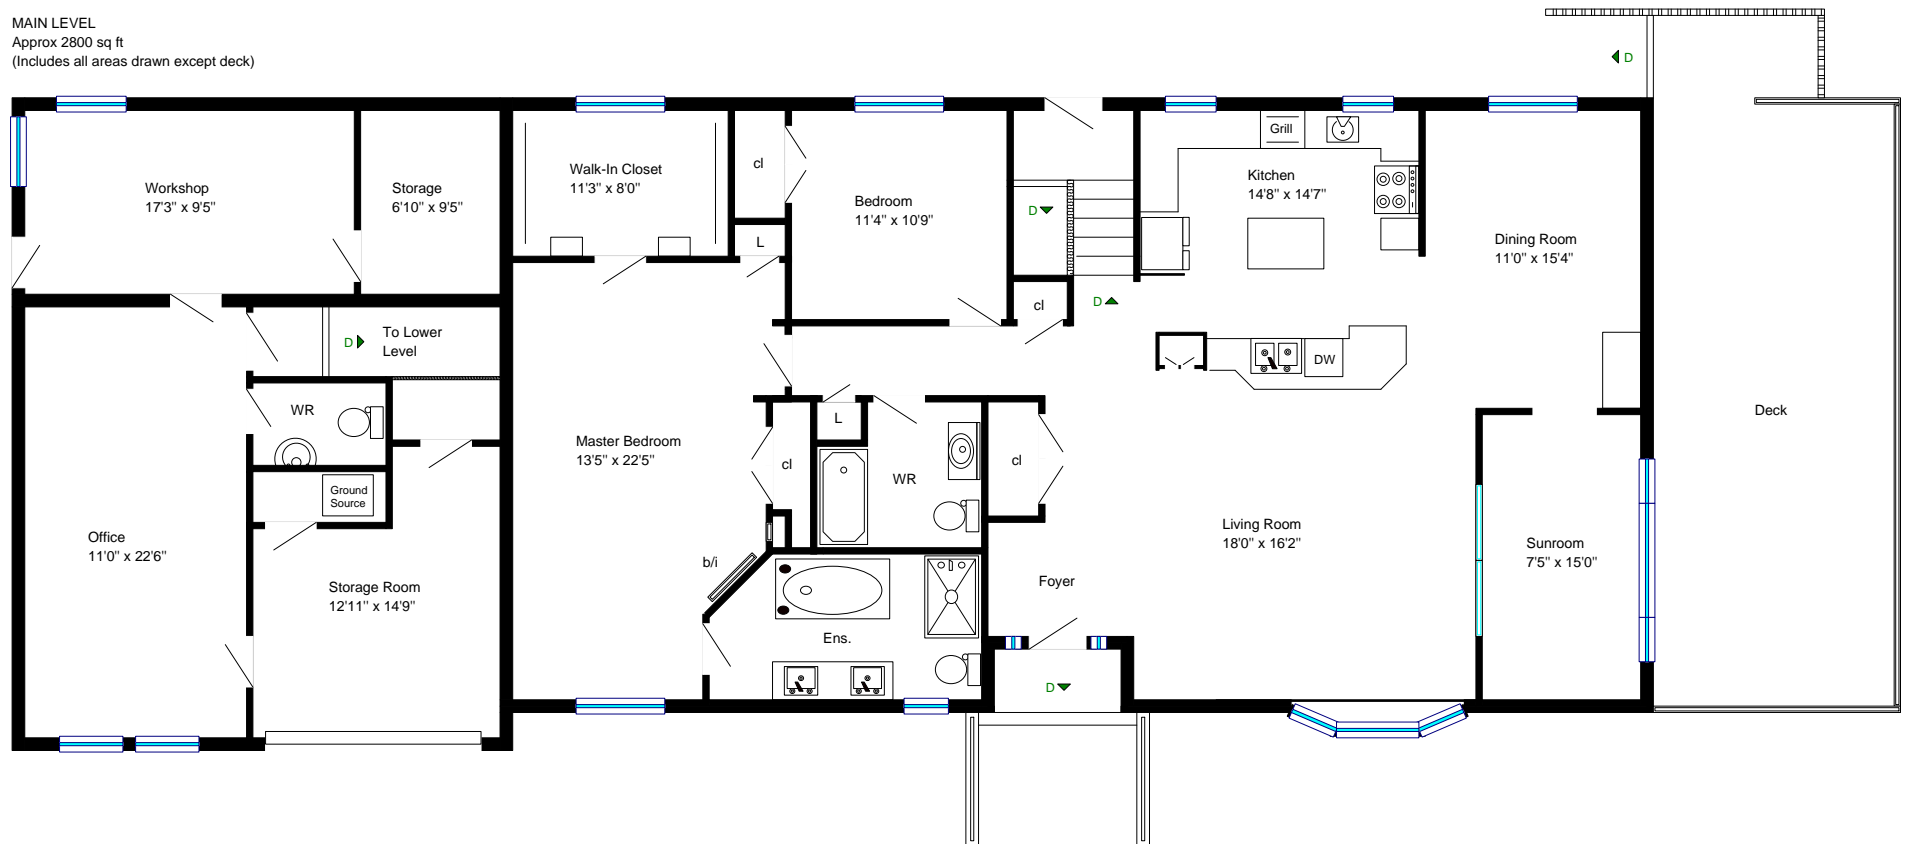 MAIN LEVEL
Approx 2800 sq ft
(Includes all areas drawn except deck)
D
Workshop
17'3" x 9'5"
Storage
6'10" x 9'5"
Walk-In Closet
11'3" x 8'0"
cl
L
Bedroom
11'4" x 10'9"
D
cl
D
Grill
Kitchen
14'8" x 14'7"
Dining Room
11'0" x 15'4"
D
To Lower
Level
DW
WR
Master Bedroom
13'5" x 22'5"
L
cl
WR
cl
Deck
Ground
Source
Office
11'0" x 22'6"
Storage Room
12'11" x 14'9"
b/i
Ens.
Foyer
D
Living Room
18'0" x 16'2"
Sunroom
7'5" x 15'0"